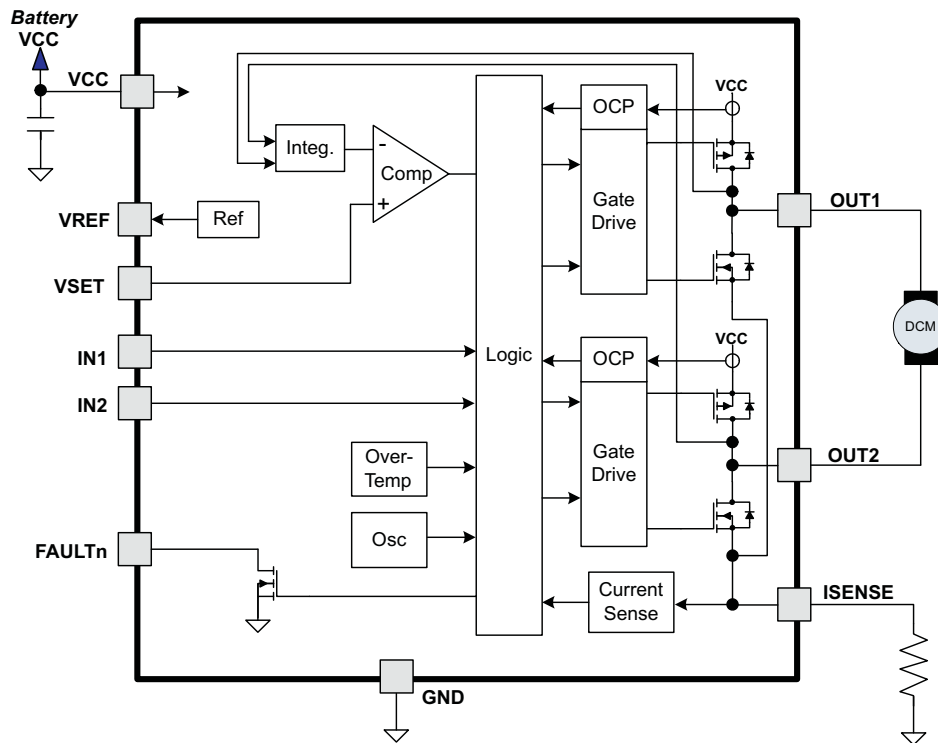 Battery
VCC
VCC
VCC
OCP
Integ.
-
Comp
+
Gate
Drive
VREF
Ref
OUT1
VSET
DCM
IN1
Logic
VCC
OCP
IN2
Over-
Temp
Gate
Drive
OUT2
Osc
FAULTn
Current
Sense
ISENSE
GND